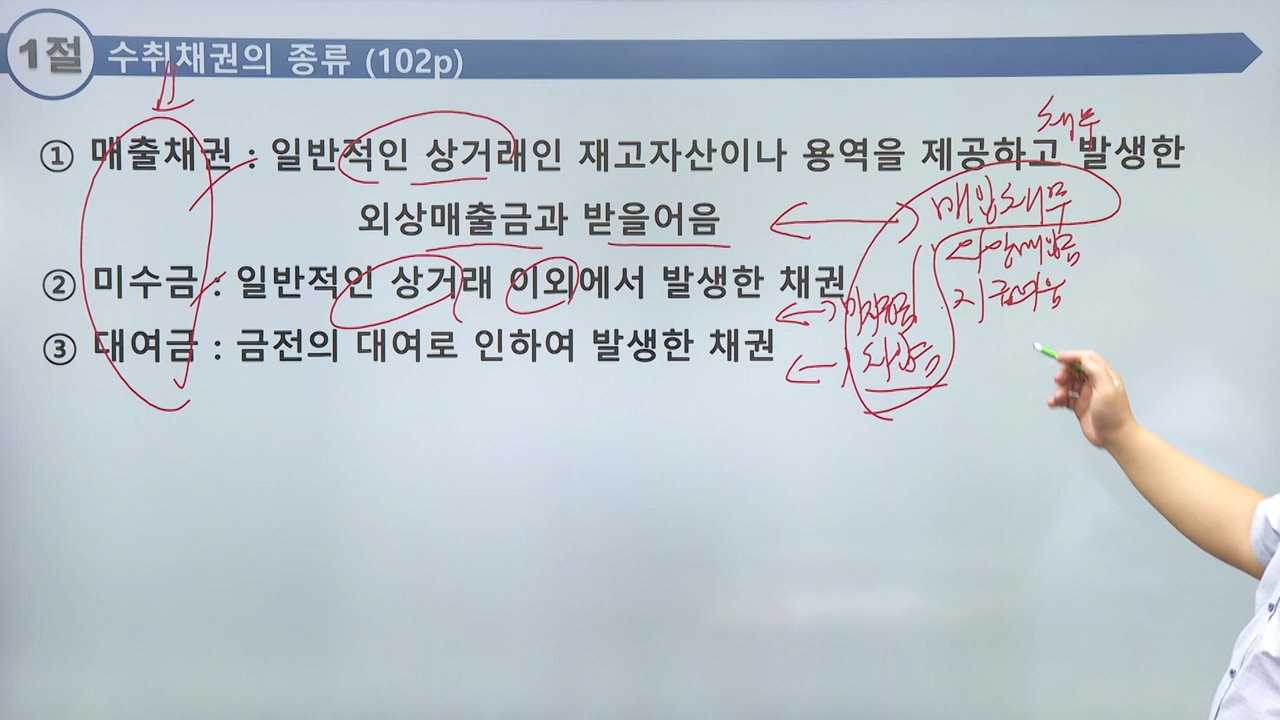 1절 수취채권의 종류 (102p)
채무
① 매출채권 : 일반적인 상거래인 재고자산이나 용역을 제공하고 발생한
외상매출금과 받을어음
매입채무
외상매입금
지급어음
② 미수금 : 일반적인 상거래 이외에서 발생한 채권
미지급금
③ 대여금 : 금전의 대여로 인하여 발생한 채권
차입금